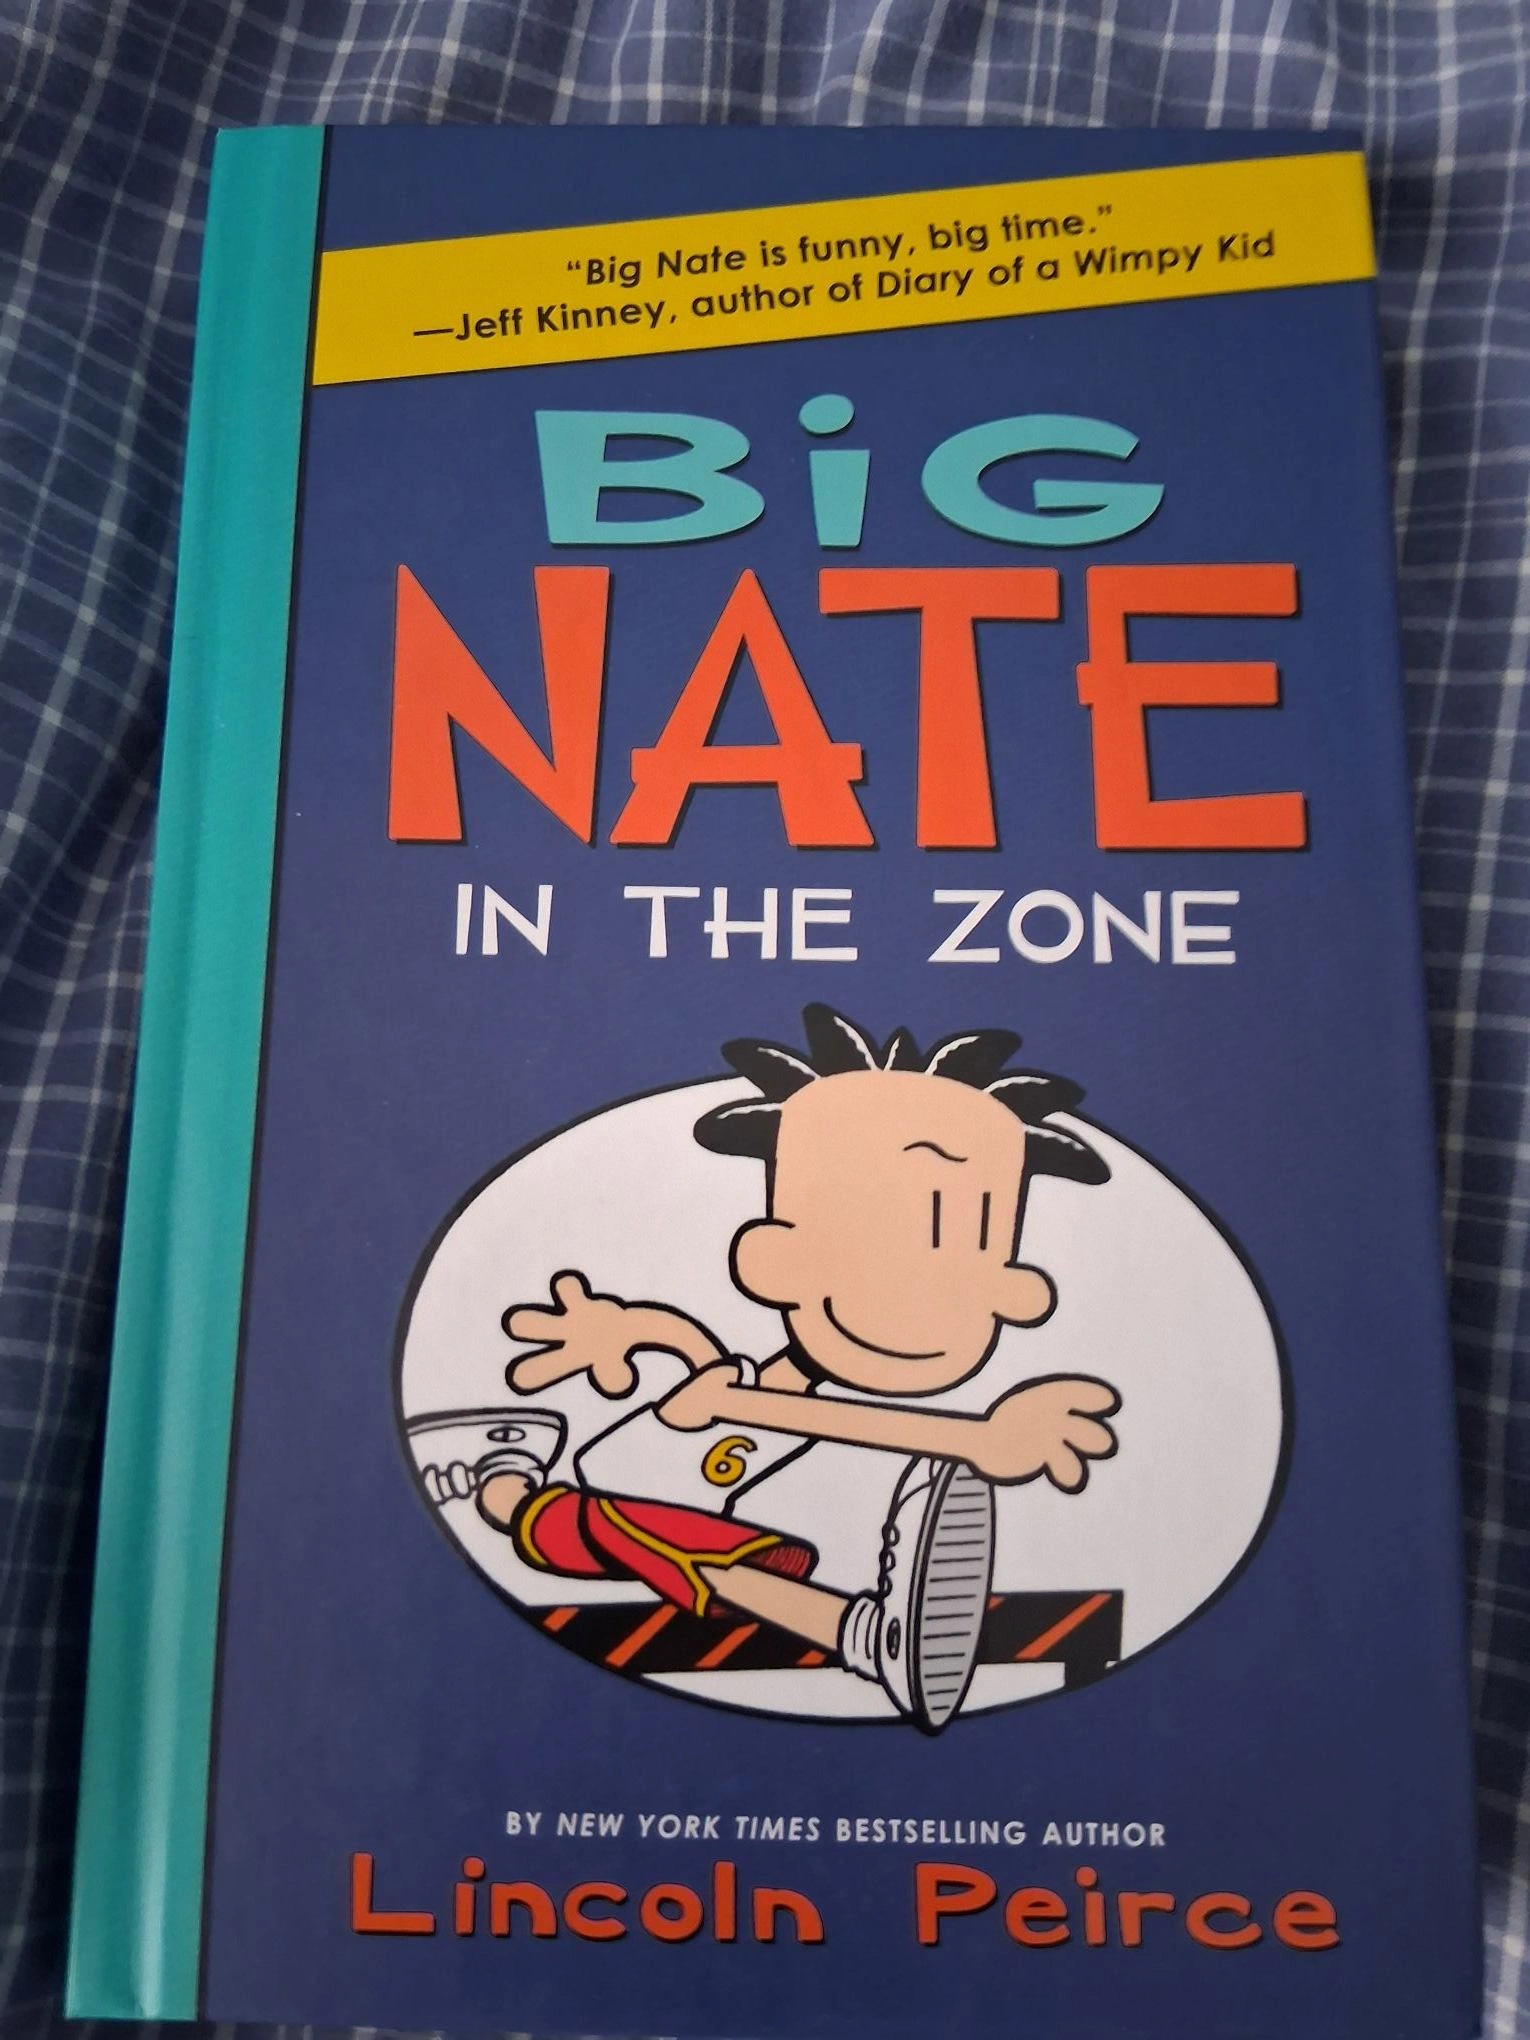 “Big Nate is funny, big time.”
—Jeff Kinney, author of Diary of a Wimpy Kid
BiG
NATE
IN THE ZONE
6
BY NEW YORK TIMES BESTSELLING AUTHOR
Lincoln Peirce